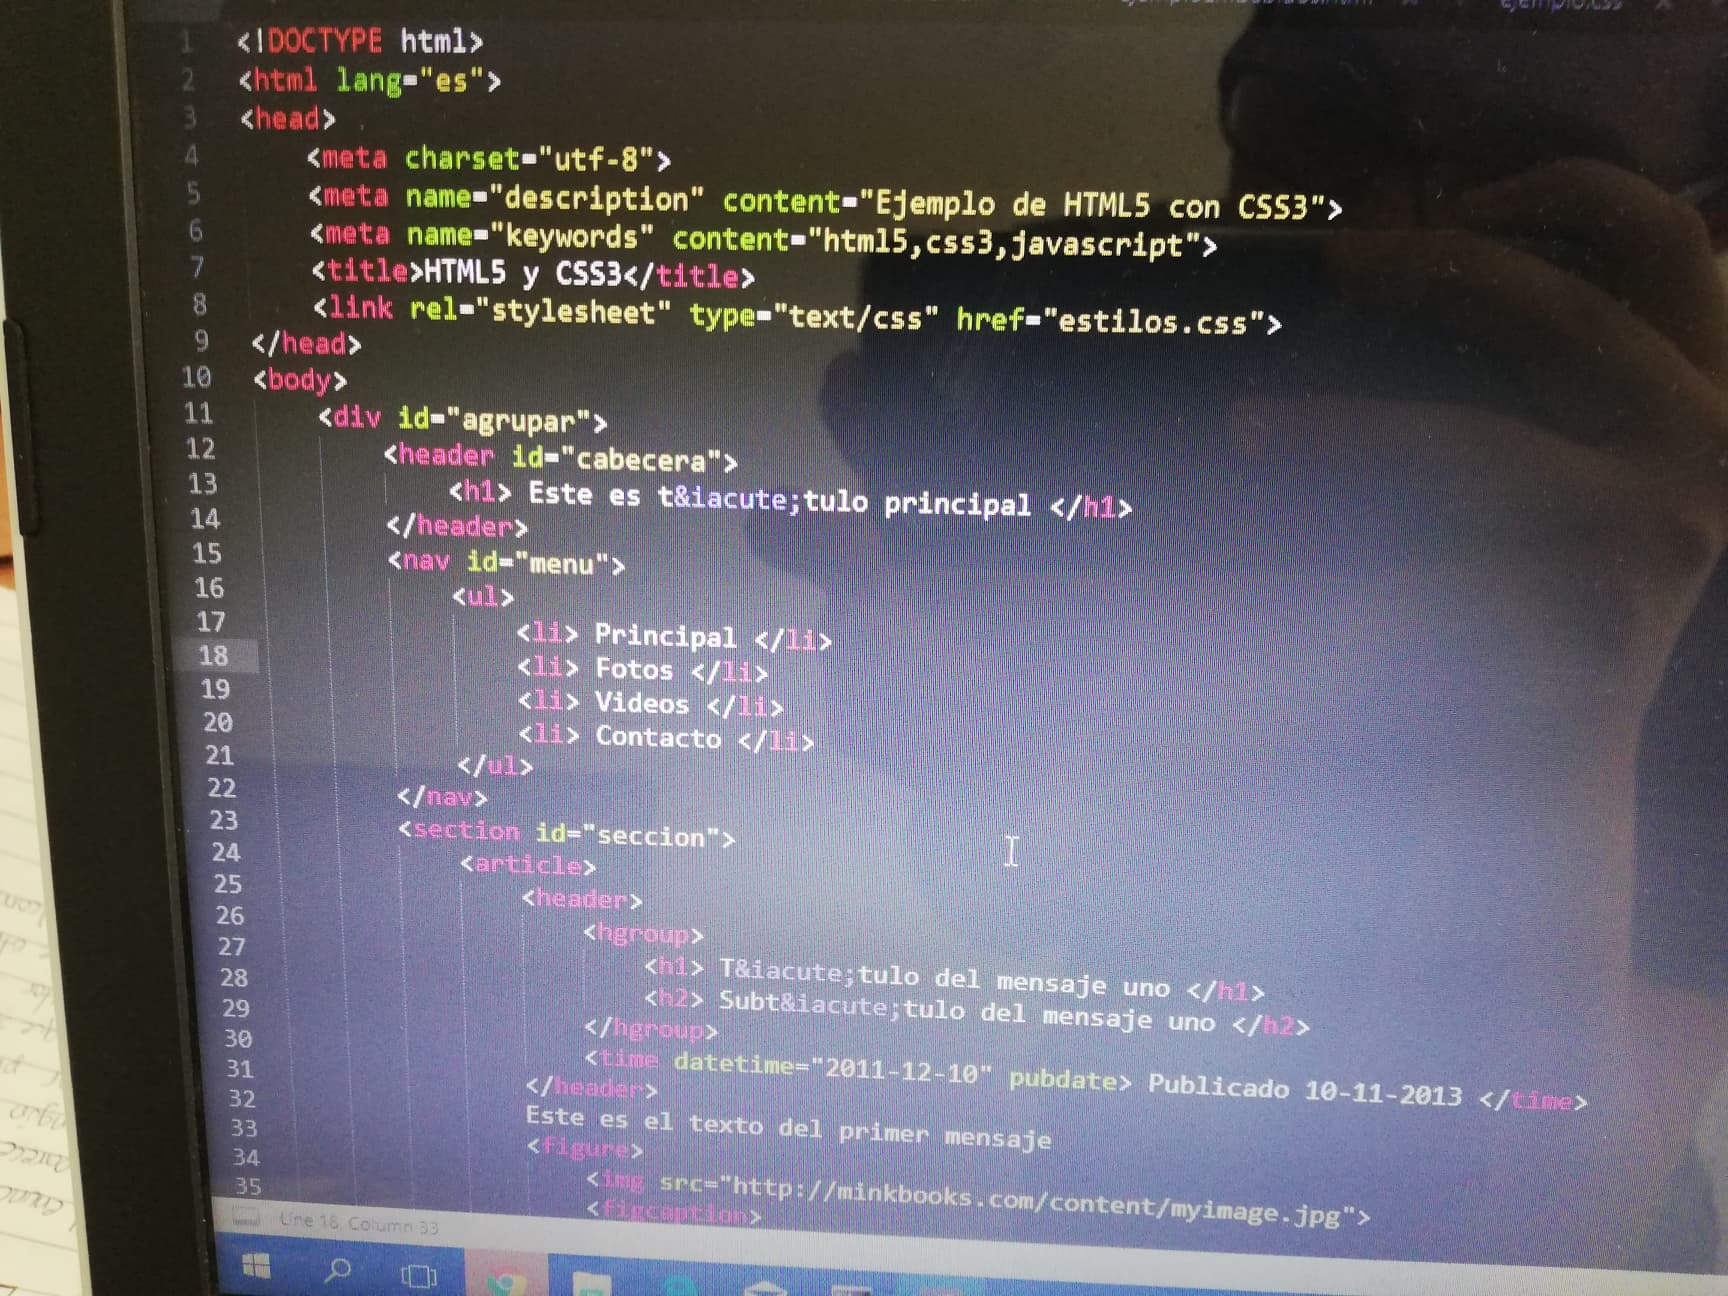 ejemplo.css
1 <!DOCTYPE html>
2 <html lang="es">
3 <head>
4 <meta charset="utf-8">
5 <meta name="description" content="Ejemplo de HTML5 con CSS3">
6 <meta name="keywords" content="html5,css3,javascript">
7 <title>HTML5 y CSS3</title>
8 <link rel="stylesheet" type="text/css" href="estilos.css">
9 </head>
10 <body>
11 <div id="agrupar">
12 <header id="cabecera">
13 <h1> Este es t&iacute;tulo principal </h1>
14 </header>
15 <nav id="menu">
16 <ul>
17 <li> Principal </li>
18 <li> Fotos </li>
19 <li> Videos </li>
20 <li> Contacto </li>
21 </ul>
22 </nav>
23 <section id="seccion">
24 <article>
25 <header>
26 <hgroup>
27 <h1> T&iacute;tulo del mensaje uno </h1>
28 <h2> Subt&iacute;tulo del mensaje uno </h2>
29 </hgroup>
30 <time datetime="2011-12-10" pubdate> Publicado 10-11-2013 </time>
31 </header>
32 Este es el texto del primer mensaje
33 <figure>
34 <img src="http://minkbooks.com/content/myimage.jpg">
35 <figcaption>
Line 18, Column 33